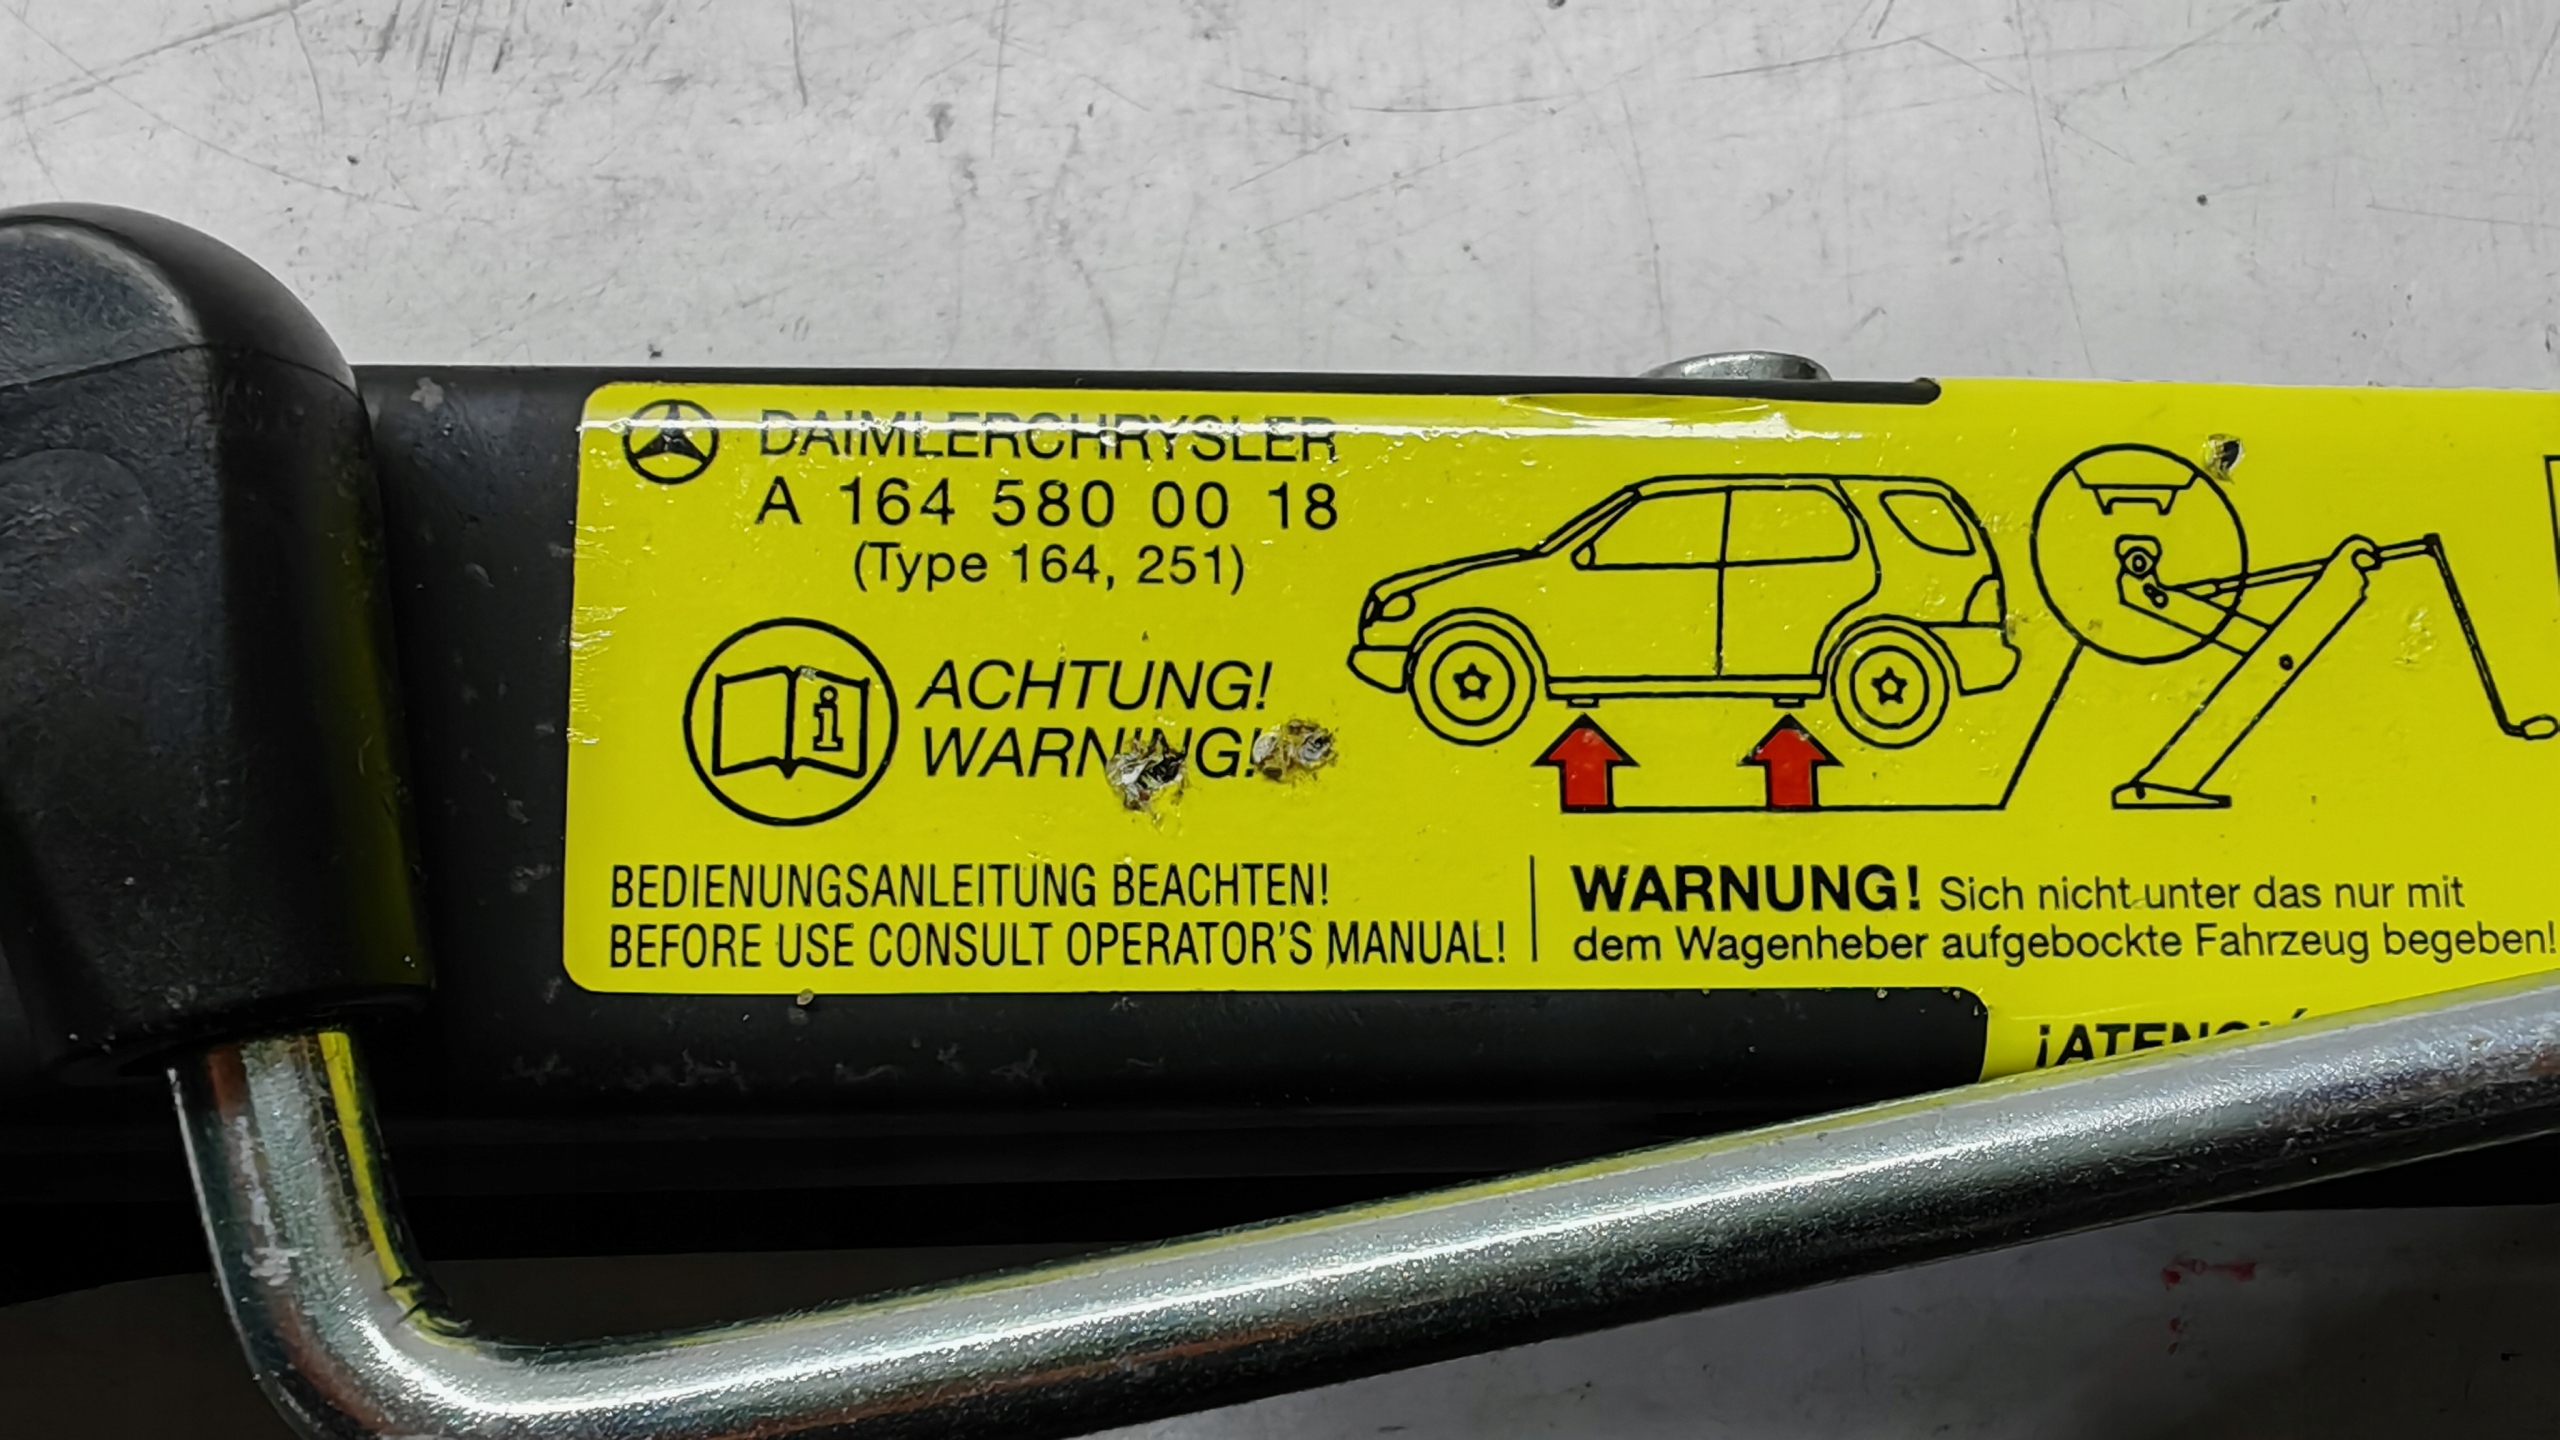 DAIMLERCHRYSLER
A 164 580 00 18
(Type 164, 251)
i
ACHTUNG!
WARNING!
BEDIENUNGSANLEITUNG BEACHTEN!
BEFORE USE CONSULT OPERATOR'S MANUAL!
WARNUNG! Sich nicht unter das nur mit
dem Wagenheber aufgebockte Fahrzeug begeben!